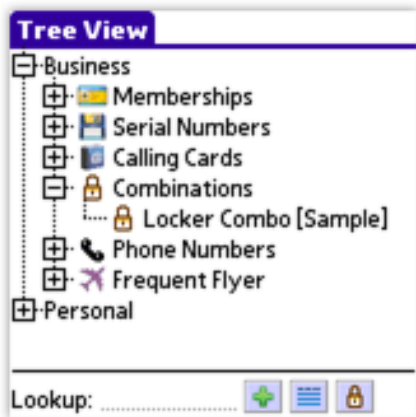 Tree View
Business
Memberships
Serial Numbers
Calling Cards
Combinations
Locker Combo [Sample]
Phone Numbers
Frequent Flyer
Personal
Lookup: